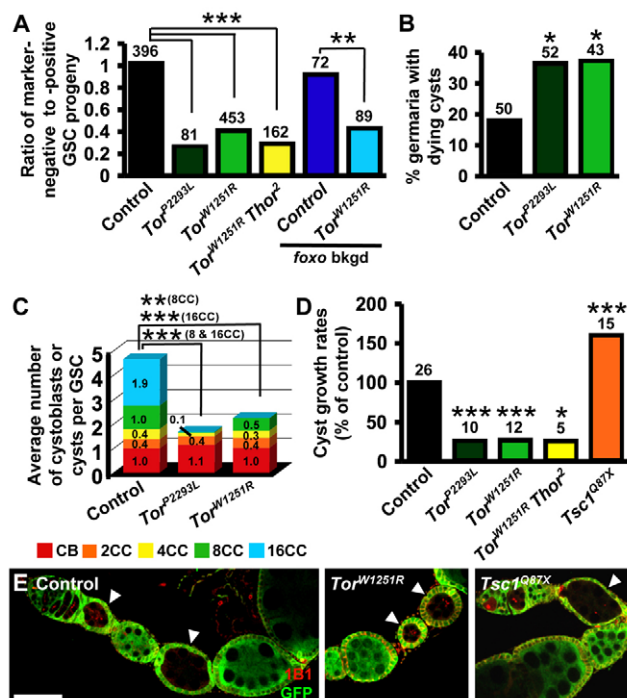 A
Ratio of marker-negative to -positive GSC progeny
1.2
1
0.8
0.6
0.4
0.2
0
***
**
396
81
453
162
72
89
Control
Tor^P2293L
Tor^W1251R
Tor^W1251R Thor^2
Control
Tor^W1251R
foxo bkgd
B
% germaria with dying cysts
40
30
20
10
0
50
*
52
*
43
Control
Tor^P2293L
Tor^W1251R
C
**(8CC)
***(16CC)
***(8 & 16CC)
Average number of cystoblasts or cysts per GSC
5
4
3
2
1
0
1.9
1.0
0.4
0.4
1.0
0.1
0.4
1.1
0.5
0.3
0.4
1.0
Control
Tor^P2293L
Tor^W1251R
CB
2CC
4CC
8CC
16CC
D
Cyst growth rates (% of control)
200
150
100
50
0
26
***
10
***
12
*
5
***
15
Control
Tor^P2293L
Tor^W1251R
Tor^W1251R Thor^2
Tsc1^Q87X
E Control
Tor^W1251R
Tsc1^Q87X
1B1
GFP